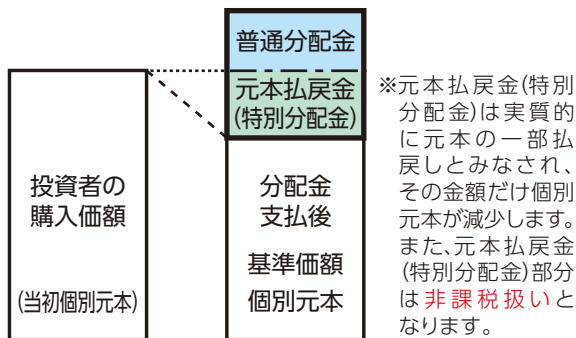 普通分配金
元本払戻金
(特別分配金)
投資者の
購入価額
(当初個別元本)
分配金
支払後
基準価額
個別元本
※元本払戻金(特別
分配金)は実質的
に元本の一部払
戻しとみなされ、
その金額だけ個別
元本が減少します。
また、元本払戻金
(特別分配金)部分
は非課税扱いと
なります。